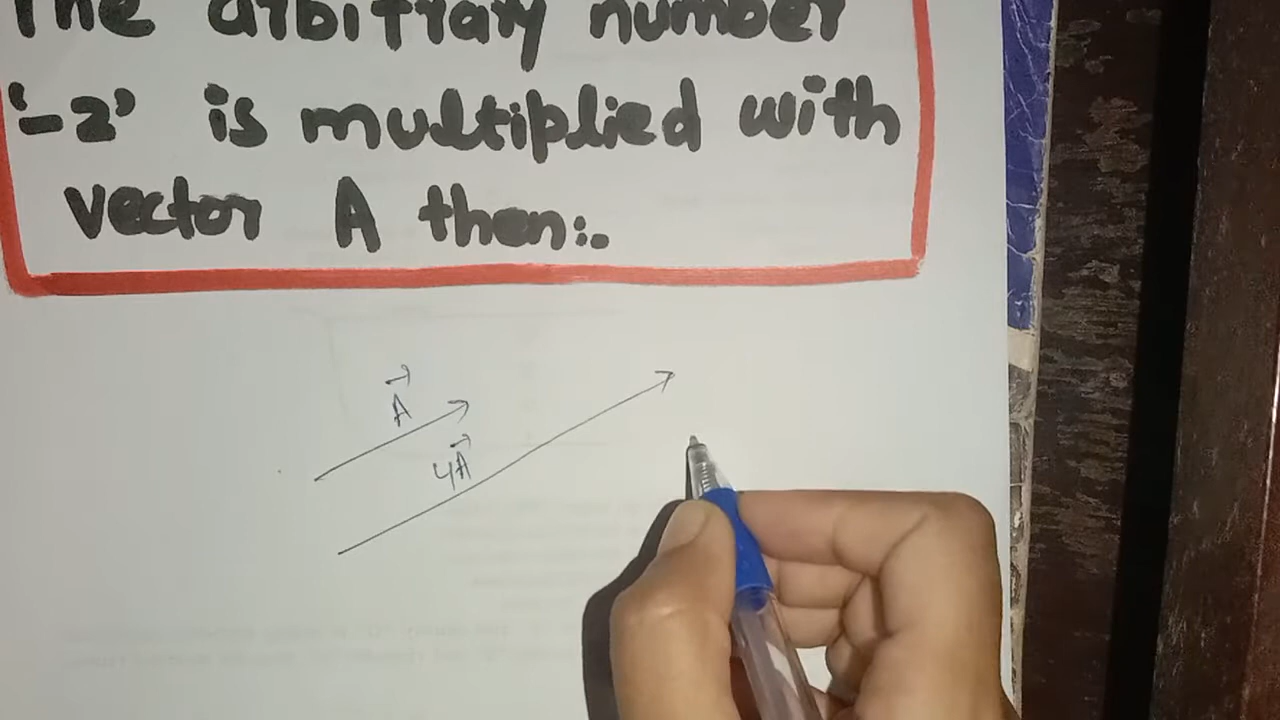 The arbitrary number
'-2' is multiplied with
vector A then:.
A
4A